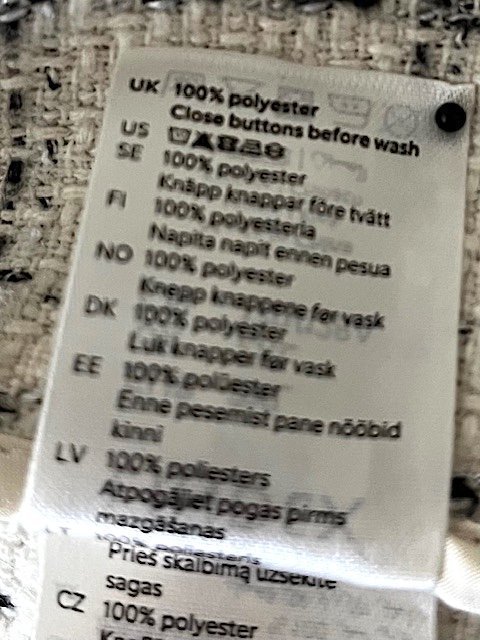 UK 100% polyester
Close buttons before wash
US
SE 100% polyester
Knäpp knappar före tvätt
FI 100% polyesteria
Napita napit ennen pesua
NO 100% polyester
Knepp knappene før vask
DK 100% polyester
Luk knapper før vask
EE 100% polüester
Enne pesemist pane nööbid
kinni
LV 100% poliesters
Aizpogājiet pogas pirms
mazgāšanas
Prieš skalbimą užsekite
sagas
CZ 100% polyester